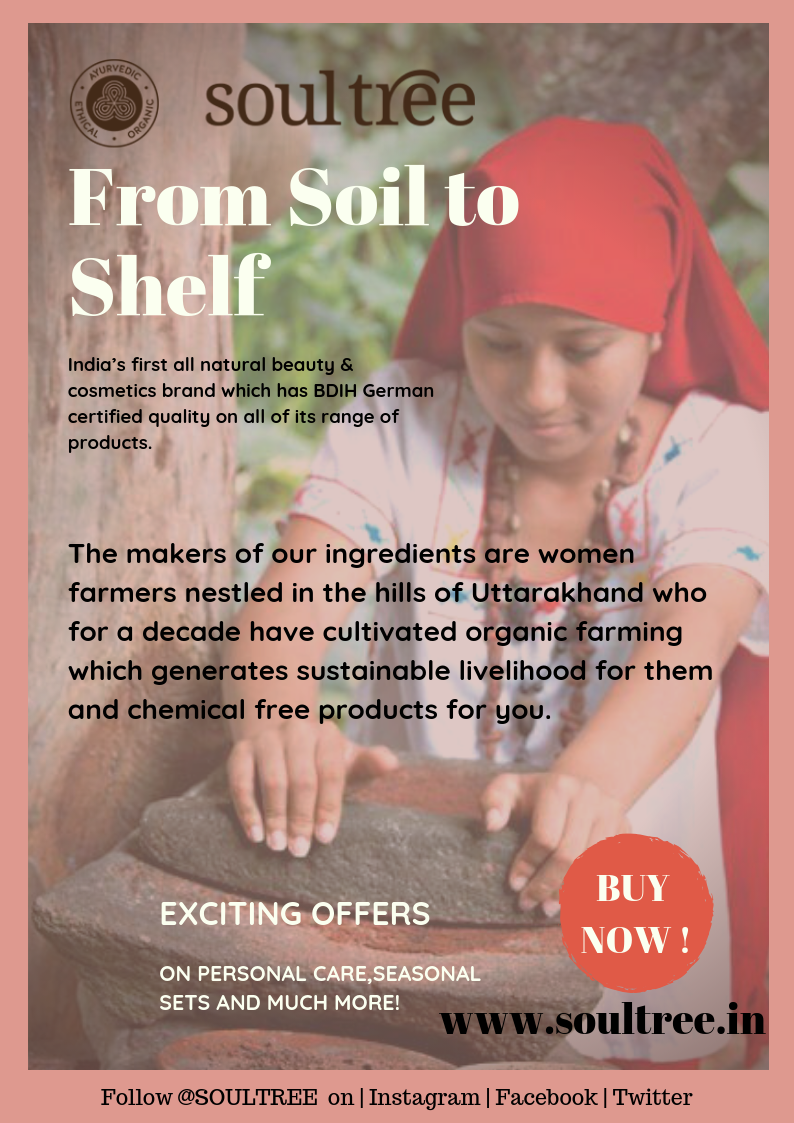 AYURVEDIC
ETHICAL
ORGANIC
soultree
From Soil to
Shelf
India’s first all natural beauty &
cosmetics brand which has BDIH German
certified quality on all of its range of
products.
The makers of our ingredients are women
farmers nestled in the hills of Uttarakhand who
for a decade have cultivated organic farming
which generates sustainable livelihood for them
and chemical free products for you.
EXCITING OFFERS
ON PERSONAL CARE,SEASONAL
SETS AND MUCH MORE!
BUY
NOW !
www.soultree.in
Follow @SOULTREE on | Instagram | Facebook | Twitter